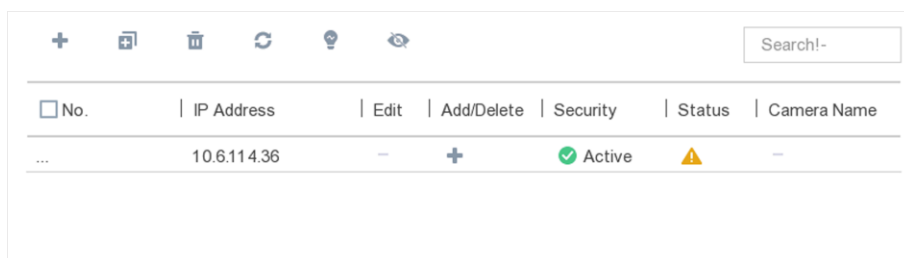 Search!-
No. IP Address Edit Add/Delete Security Status Camera Name
... 10.6.114.36 – Active –